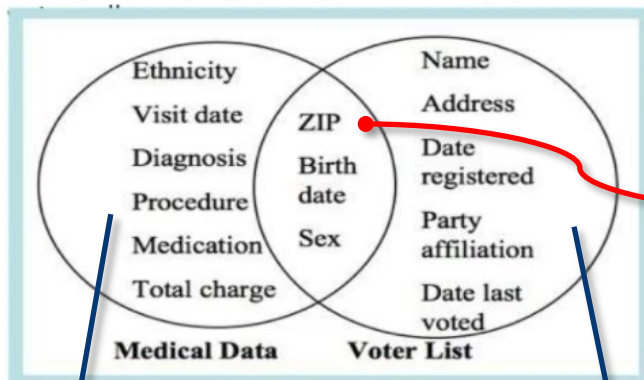 Ethnicity
Visit date
Diagnosis
Procedure
Medication
Total charge
ZIP
Birth
date
Sex
Name
Address
Date
registered
Party
affiliation
Date last
voted
Medical Data
Voter List